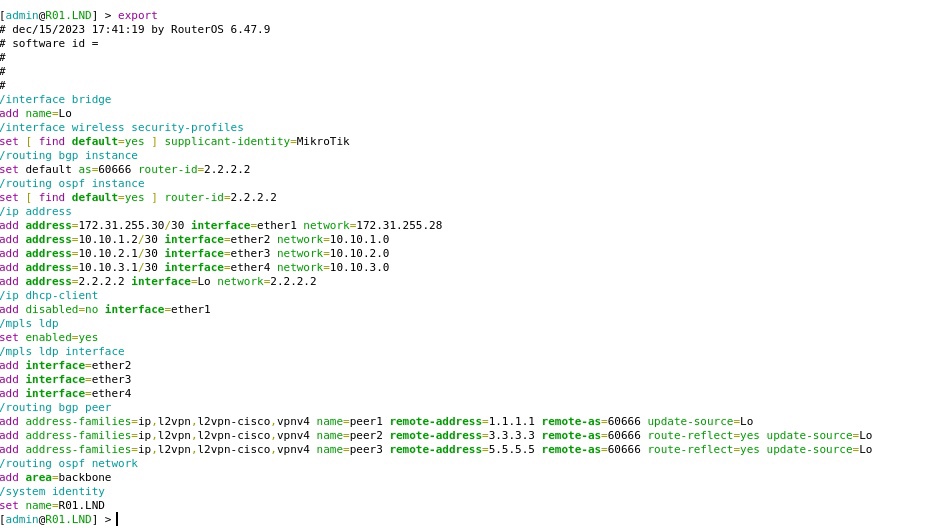 [admin@R01.LND] > export
# dec/15/2023 17:41:19 by RouterOS 6.47.9
# software id =
#
#
#
/interface bridge
add name=Lo
/interface wireless security-profiles
set [ find default=yes ] supplicant-identity=MikroTik
/routing bgp instance
set default as=60666 router-id=2.2.2.2
/routing ospf instance
set [ find default=yes ] router-id=2.2.2.2
/ip address
add address=172.31.255.30/30 interface=ether1 network=172.31.255.28
add address=10.10.1.2/30 interface=ether2 network=10.10.1.0
add address=10.10.2.1/30 interface=ether3 network=10.10.2.0
add address=10.10.3.1/30 interface=ether4 network=10.10.3.0
add address=2.2.2.2 interface=Lo network=2.2.2.2
/ip dhcp-client
add disabled=no interface=ether1
/mpls ldp
set enabled=yes
/mpls ldp interface
add interface=ether2
add interface=ether3
add interface=ether4
/routing bgp peer
add address-families=ip,l2vpn,l2vpn-cisco,vpnv4 name=peer1 remote-address=1.1.1.1 remote-as=60666 update-source=Lo
add address-families=ip,l2vpn,l2vpn-cisco,vpnv4 name=peer2 remote-address=3.3.3.3 remote-as=60666 route-reflect=yes update-source=Lo
add address-families=ip,l2vpn,l2vpn-cisco,vpnv4 name=peer3 remote-address=5.5.5.5 remote-as=60666 route-reflect=yes update-source=Lo
/routing ospf network
add area=backbone
/system identity
set name=R01.LND
[admin@R01.LND] >